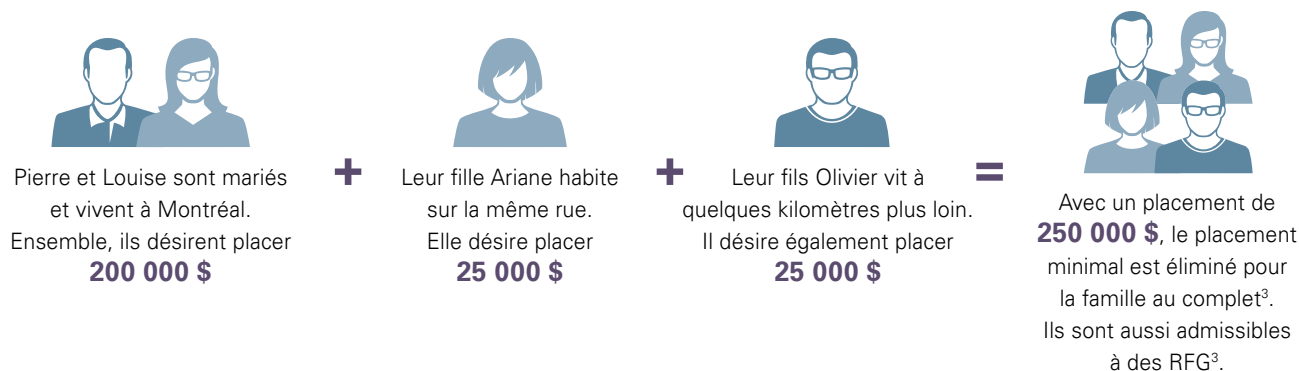 Pierre et Louise sont mariés
et vivent à Montréal.
Ensemble, ils désirent placer
200 000 $
+
Leur fille Ariane habite
sur la même rue.
Elle désire placer
25 000 $
+
Leur fils Olivier vit à
quelques kilomètres plus loin.
Il désire également placer
25 000 $
=
Avec un placement de
250 000 $, le placement
minimal est éliminé pour
la famille au complet³.
Ils sont aussi admissibles
à des RFG³.